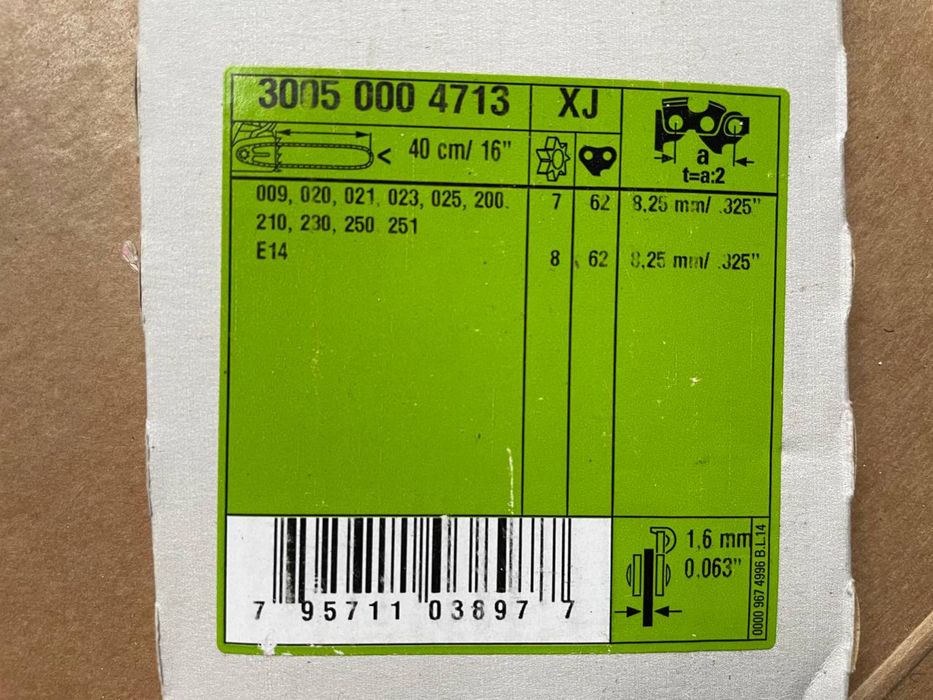 3005 000 4713 XJ
a
t=a:2
< 40 cm/ 16"
009, 020, 021, 023, 025, 200. 7 62 8,25 mm/ .325"
210, 230, 250, 251
E14 8 62 8,25 mm/ .325"
1,6 mm
0.063"
7 95711 03897 7
0000 967 4996 B.L.14